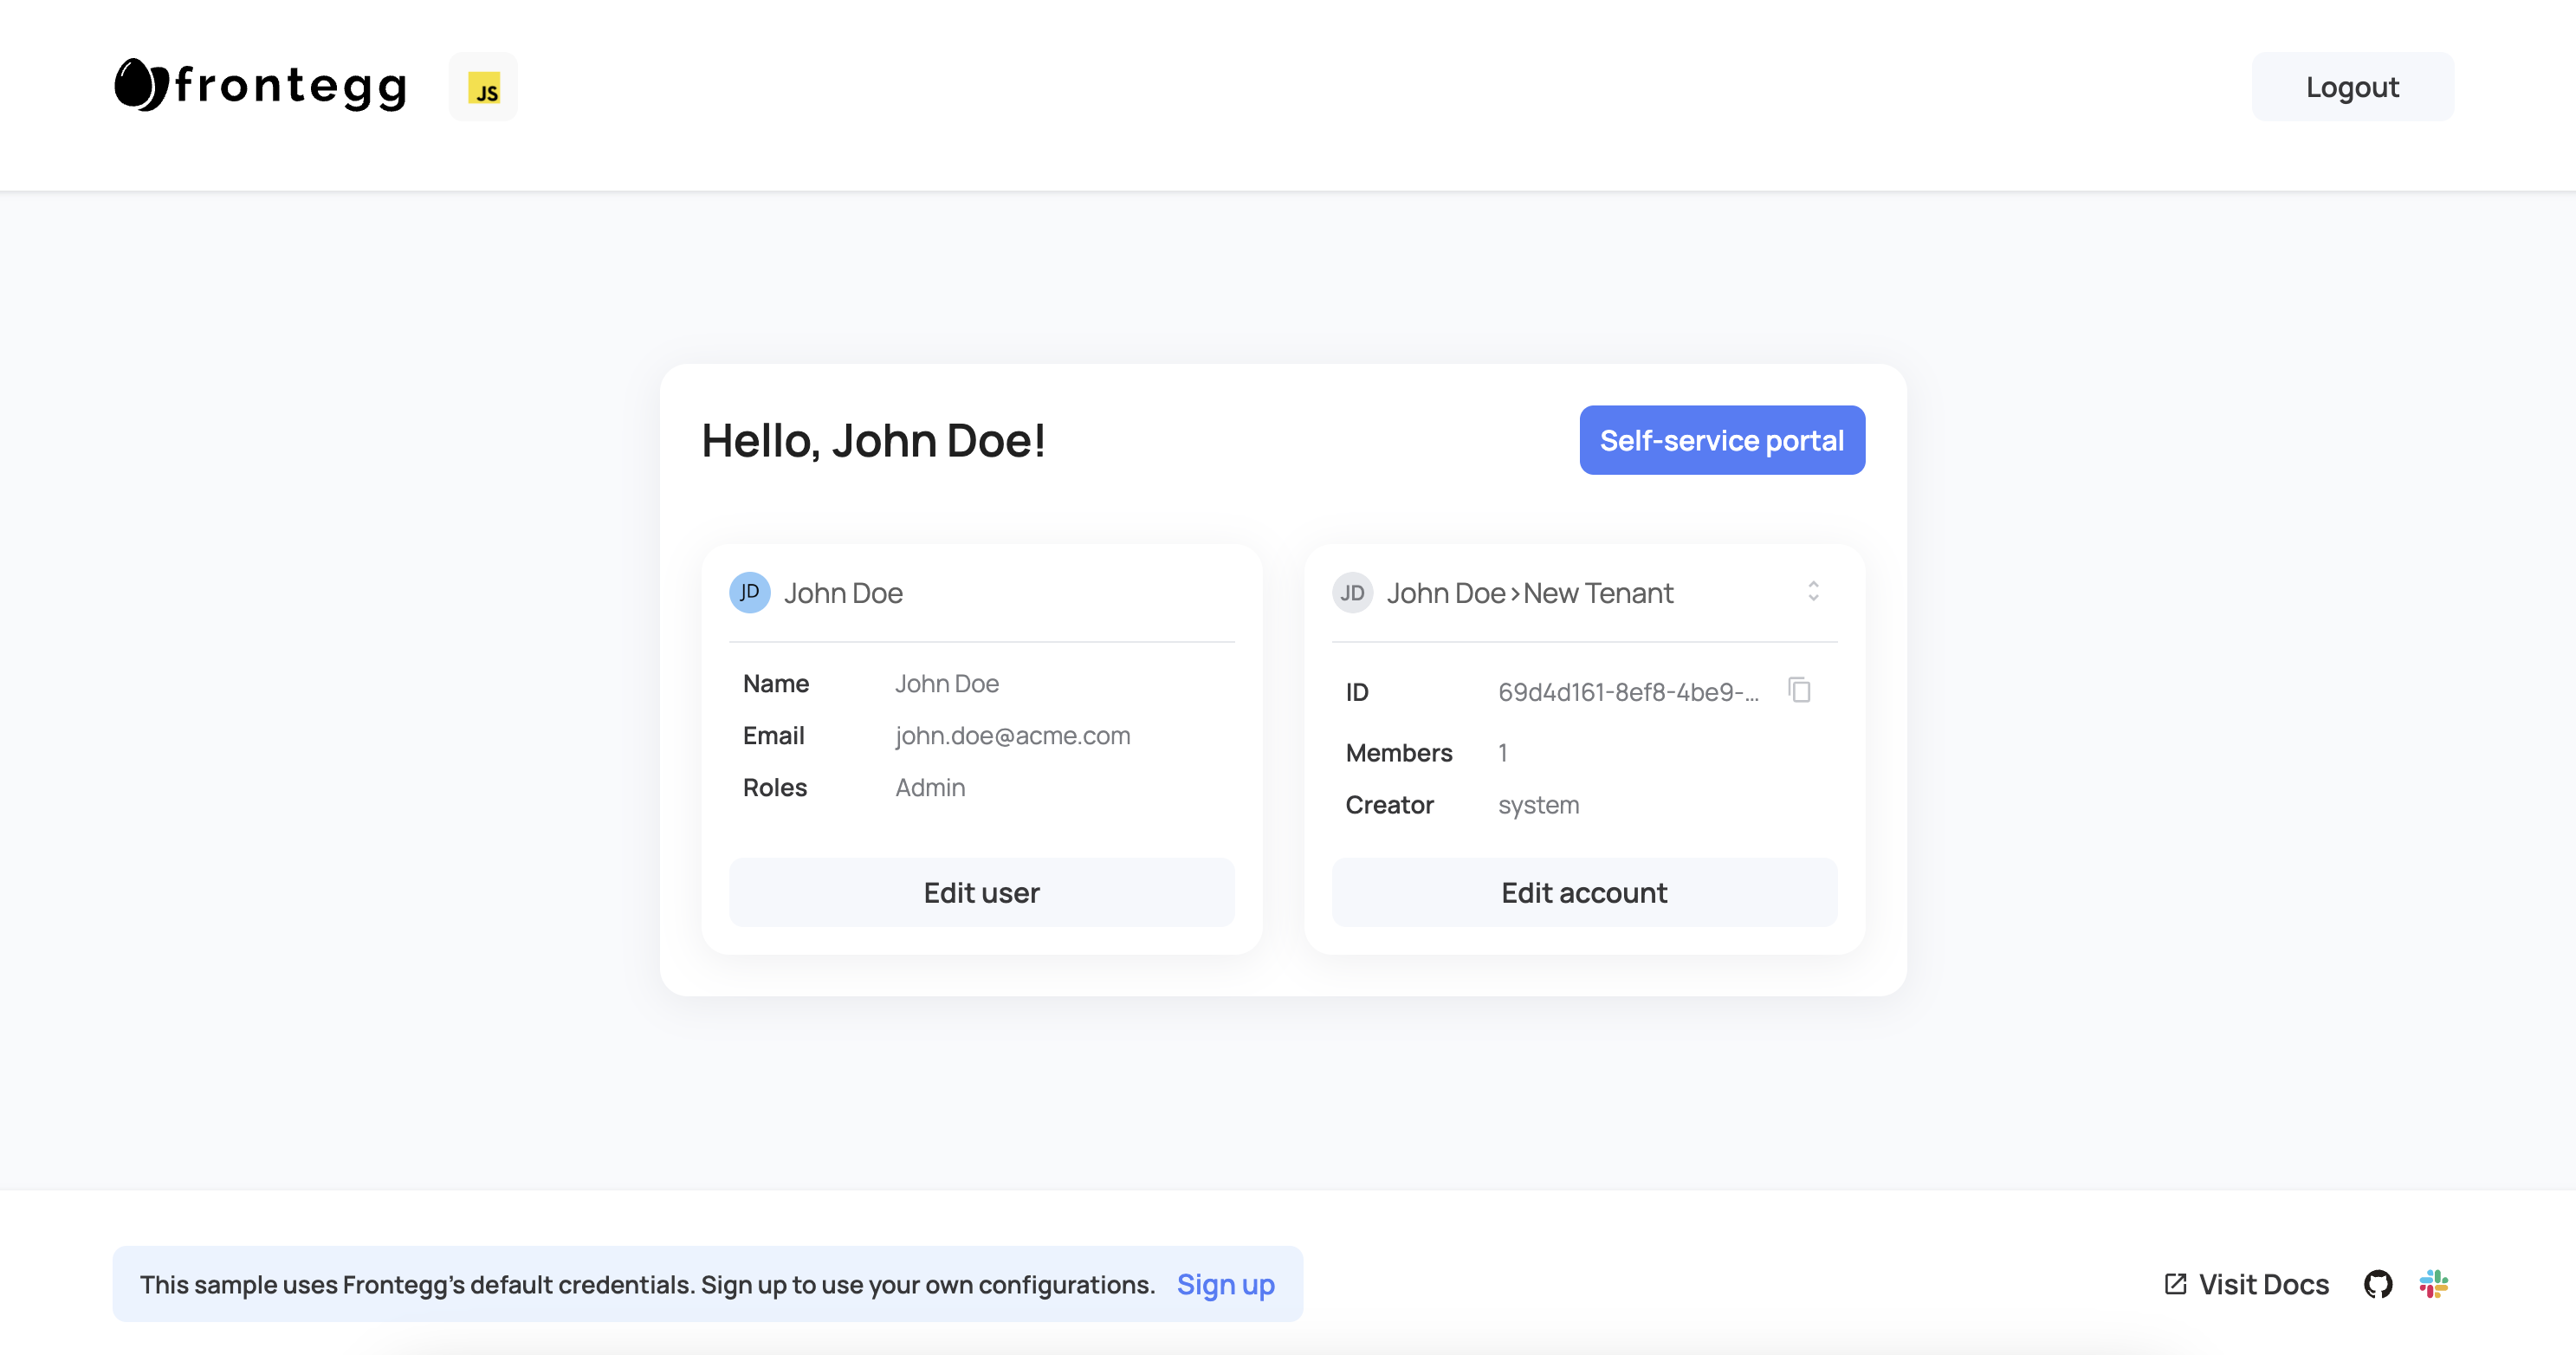 frontegg
JS
Logout
Hello, John Doe!
Self-service portal
JD John Doe
Name John Doe
Email john.doe@acme.com
Roles Admin
Edit user
JD John Doe>New Tenant
ID 69d4d161-8ef8-4be9-...
Members 1
Creator system
Edit account
This sample uses Frontegg’s default credentials. Sign up to use your own configurations. Sign up
Visit Docs